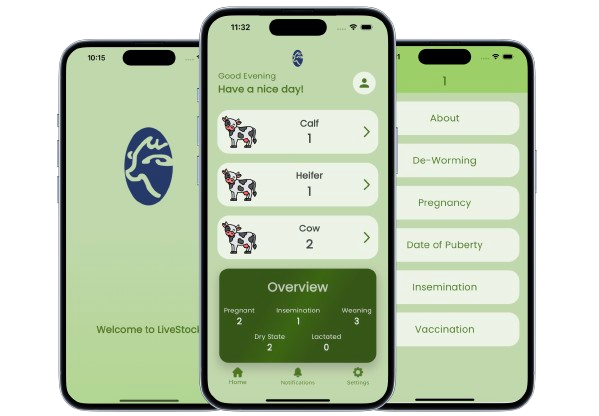 10:15
Welcome to LiveStock
11:32
Good Evening
Have a nice day!
Calf
1
Heifer
1
Cow
2
Overview
Pregnant
2
Insemination
1
Weaning
3
Dry State
2
Lactated
0
Home
Notifications
Settings
1
1
About
De-Worming
Pregnancy
Date of Puberty
Insemination
Vaccination